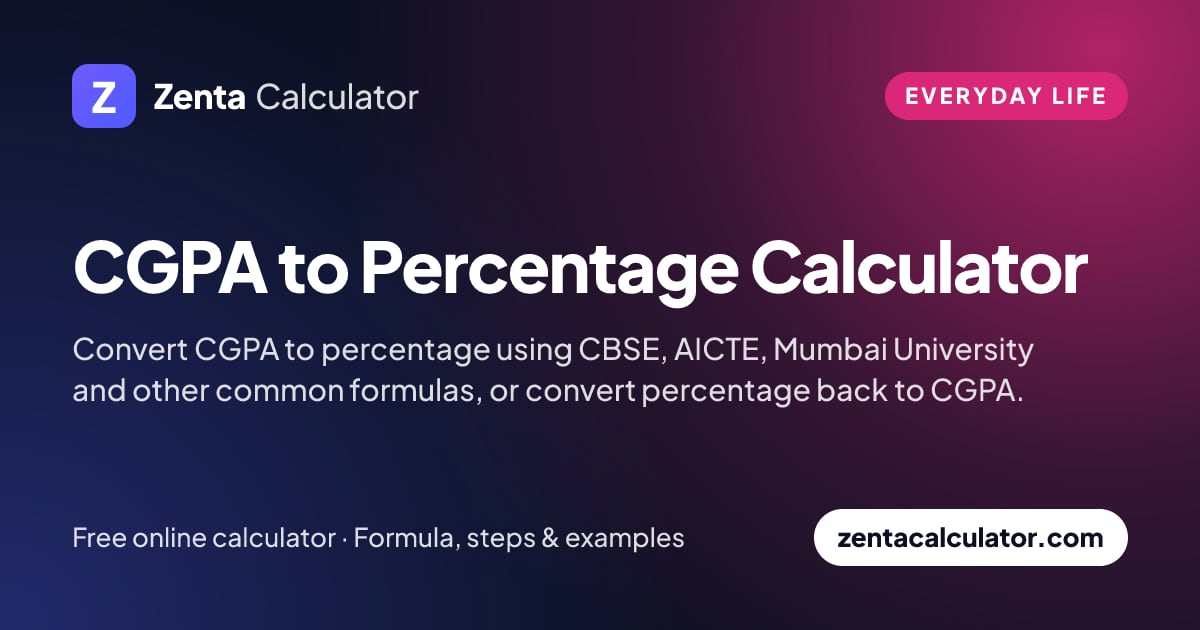 Z
Zenta Calculator
EVERYDAY LIFE
CGPA to Percentage Calculator
Convert CGPA to percentage using CBSE, AICTE, Mumbai University
and other common formulas, or convert percentage back to CGPA.
Free online calculator · Formula, steps & examples
zentacalculator.com